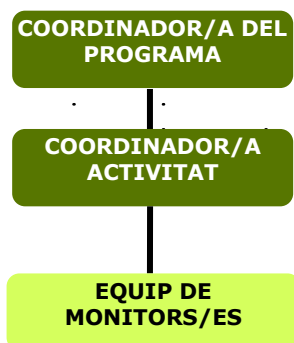 COORDINADOR/A DEL
PROGRAMA
COORDINADOR/A
ACTIVITAT
EQUIP DE
MONITORS/ES